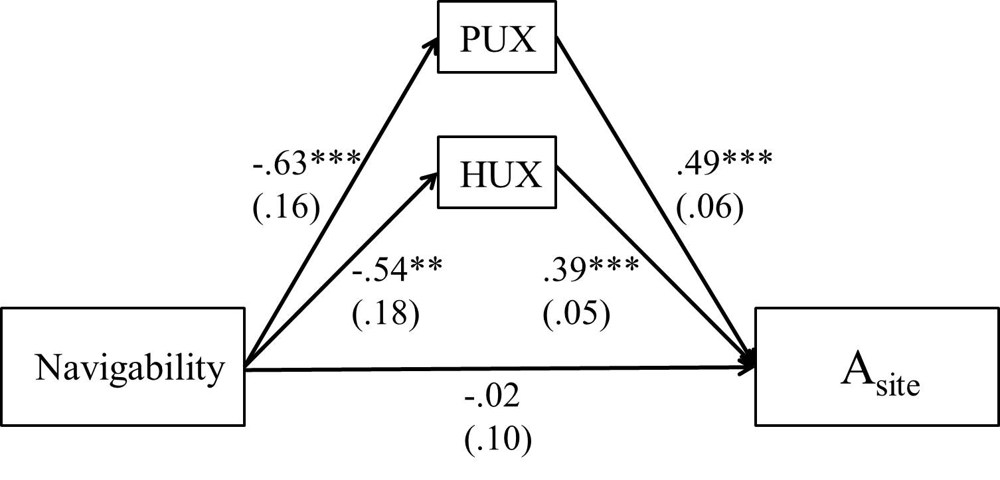 PUX
-.63***
(.16)
.49***
(.06)
HUX
-.54**
(.18)
.39***
(.05)
Navigability
Asite
-.02
(.10)